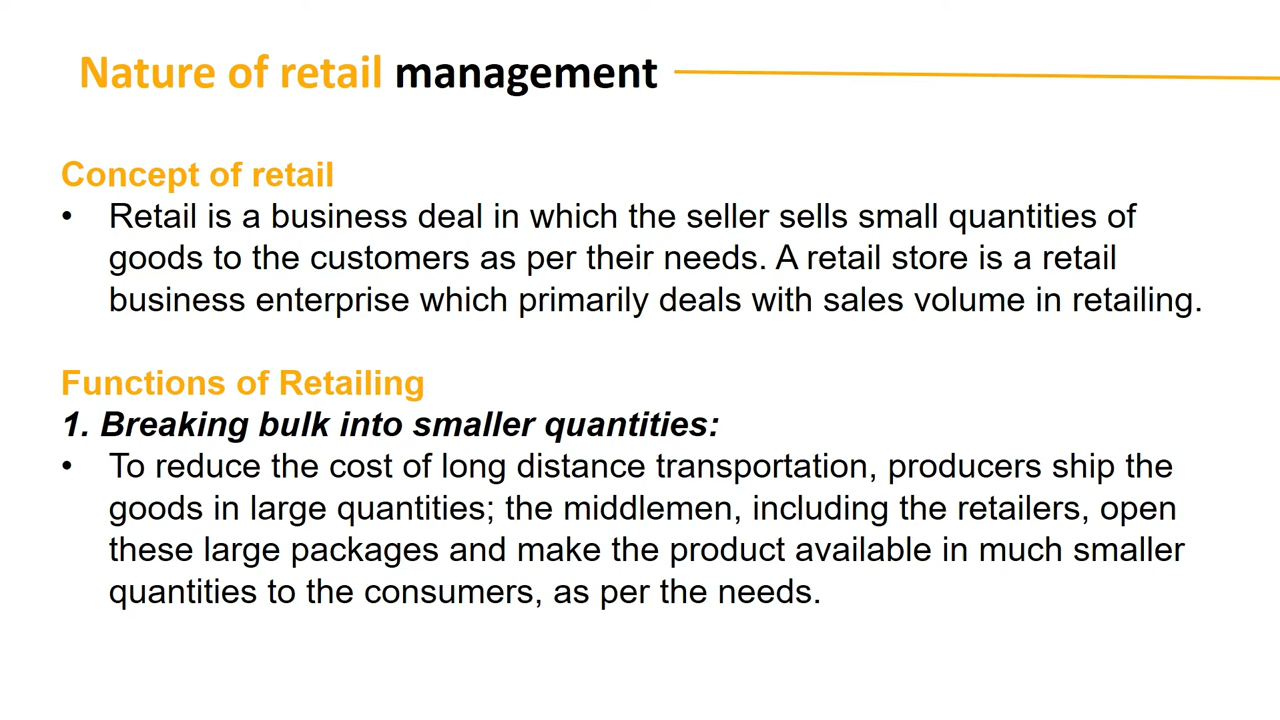 Nature of retail management
Concept of retail
• Retail is a business deal in which the seller sells small quantities of
goods to the customers as per their needs. A retail store is a retail
business enterprise which primarily deals with sales volume in retailing.
Functions of Retailing
1. Breaking bulk into smaller quantities:
• To reduce the cost of long distance transportation, producers ship the
goods in large quantities; the middlemen, including the retailers, open
these large packages and make the product available in much smaller
quantities to the consumers, as per the needs.